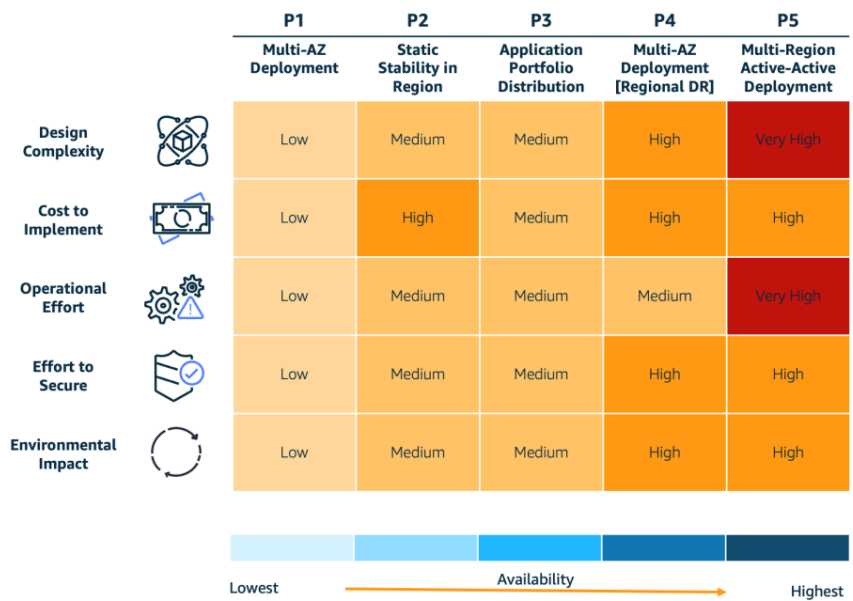 P1 P2 P3 P4 P5
Multi-AZ Static Application Multi-AZ Multi-Region
Deployment Stability in Portfolio Deployment Active-Active
Region Distribution [Regional DR] Deployment
Design
Complexity
Low Medium Medium High Very High
Cost to
Implement
Low High Medium High High
Operational
Effort
Low Medium Medium Medium Very High
Effort to
Secure
Low Medium Medium High High
Environmental
Impact
Low Medium Medium High High
Lowest Availability Highest